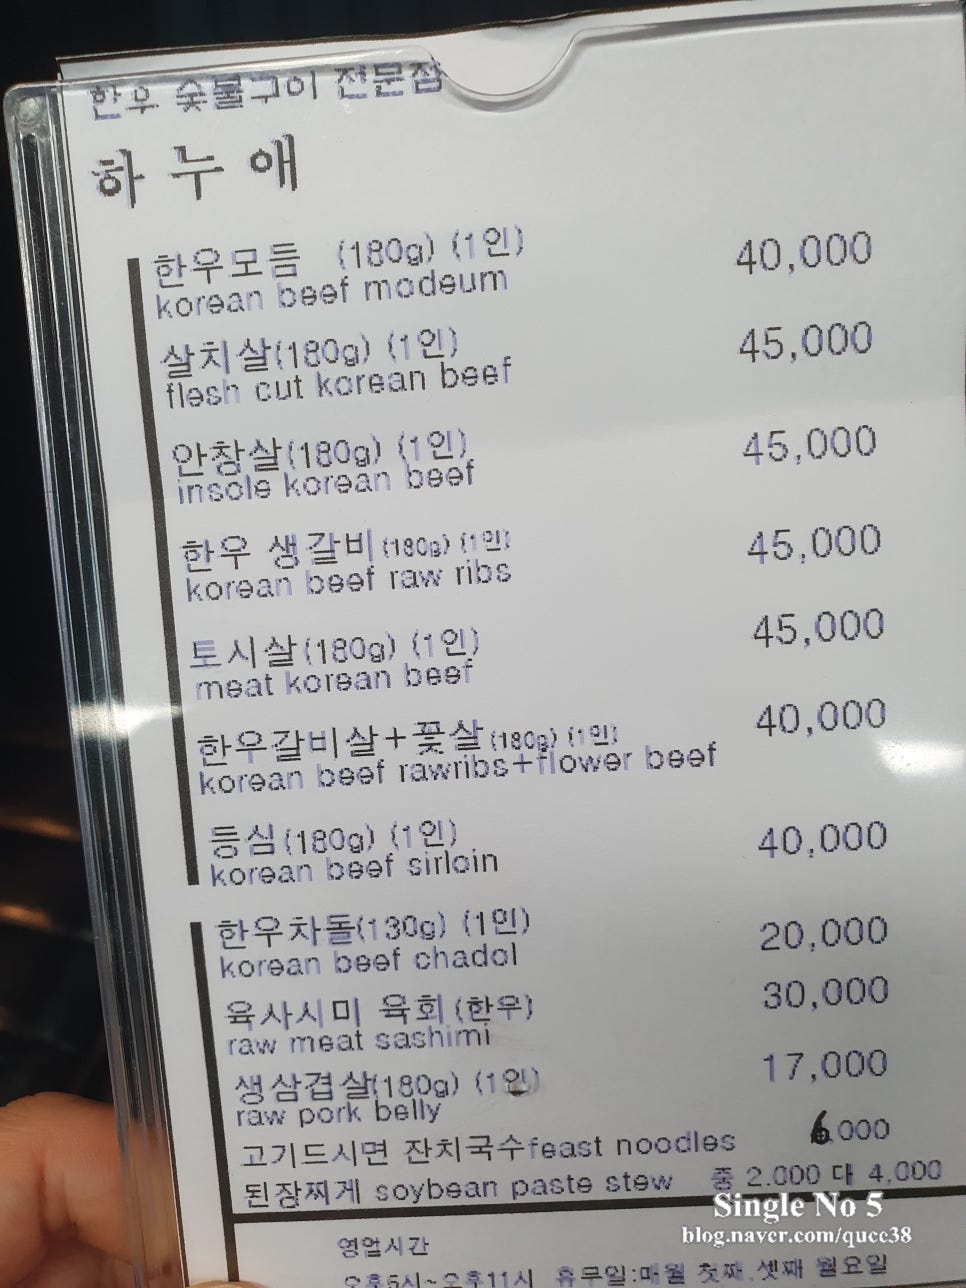 한우 숯불구이 전문점
하누애
한우모듬 (180g) (1인) 40,000
korean beef modeum
살치살(180g) (1인) 45,000
flesh cut korean beef
안창살(180g) (1인) 45,000
insole korean beef
한우 생갈비(180g) (1인) 45,000
korean beef raw ribs
토시살(180g) (1인) 45,000
meat korean beef
한우갈비살+꽃살(180g) (1인) 40,000
korean beef rawribs+flower beef
등심(180g) (1인) 40,000
korean beef sirloin
한우차돌(130g) (1인) 20,000
korean beef chadol
육사시미 육회(한우) 30,000
raw meat sashimi
생삼겹살(180g) (1인) 17,000
raw pork belly
고기드시면 잔치국수feast noodles 6.000
된장찌게 soybean paste stew 중 2.000 대 4,000
영업시간
오후5시~오후11시 휴무일:매월 첫째,셋째 월요일
Single No 5
blog.naver.com/qucc38